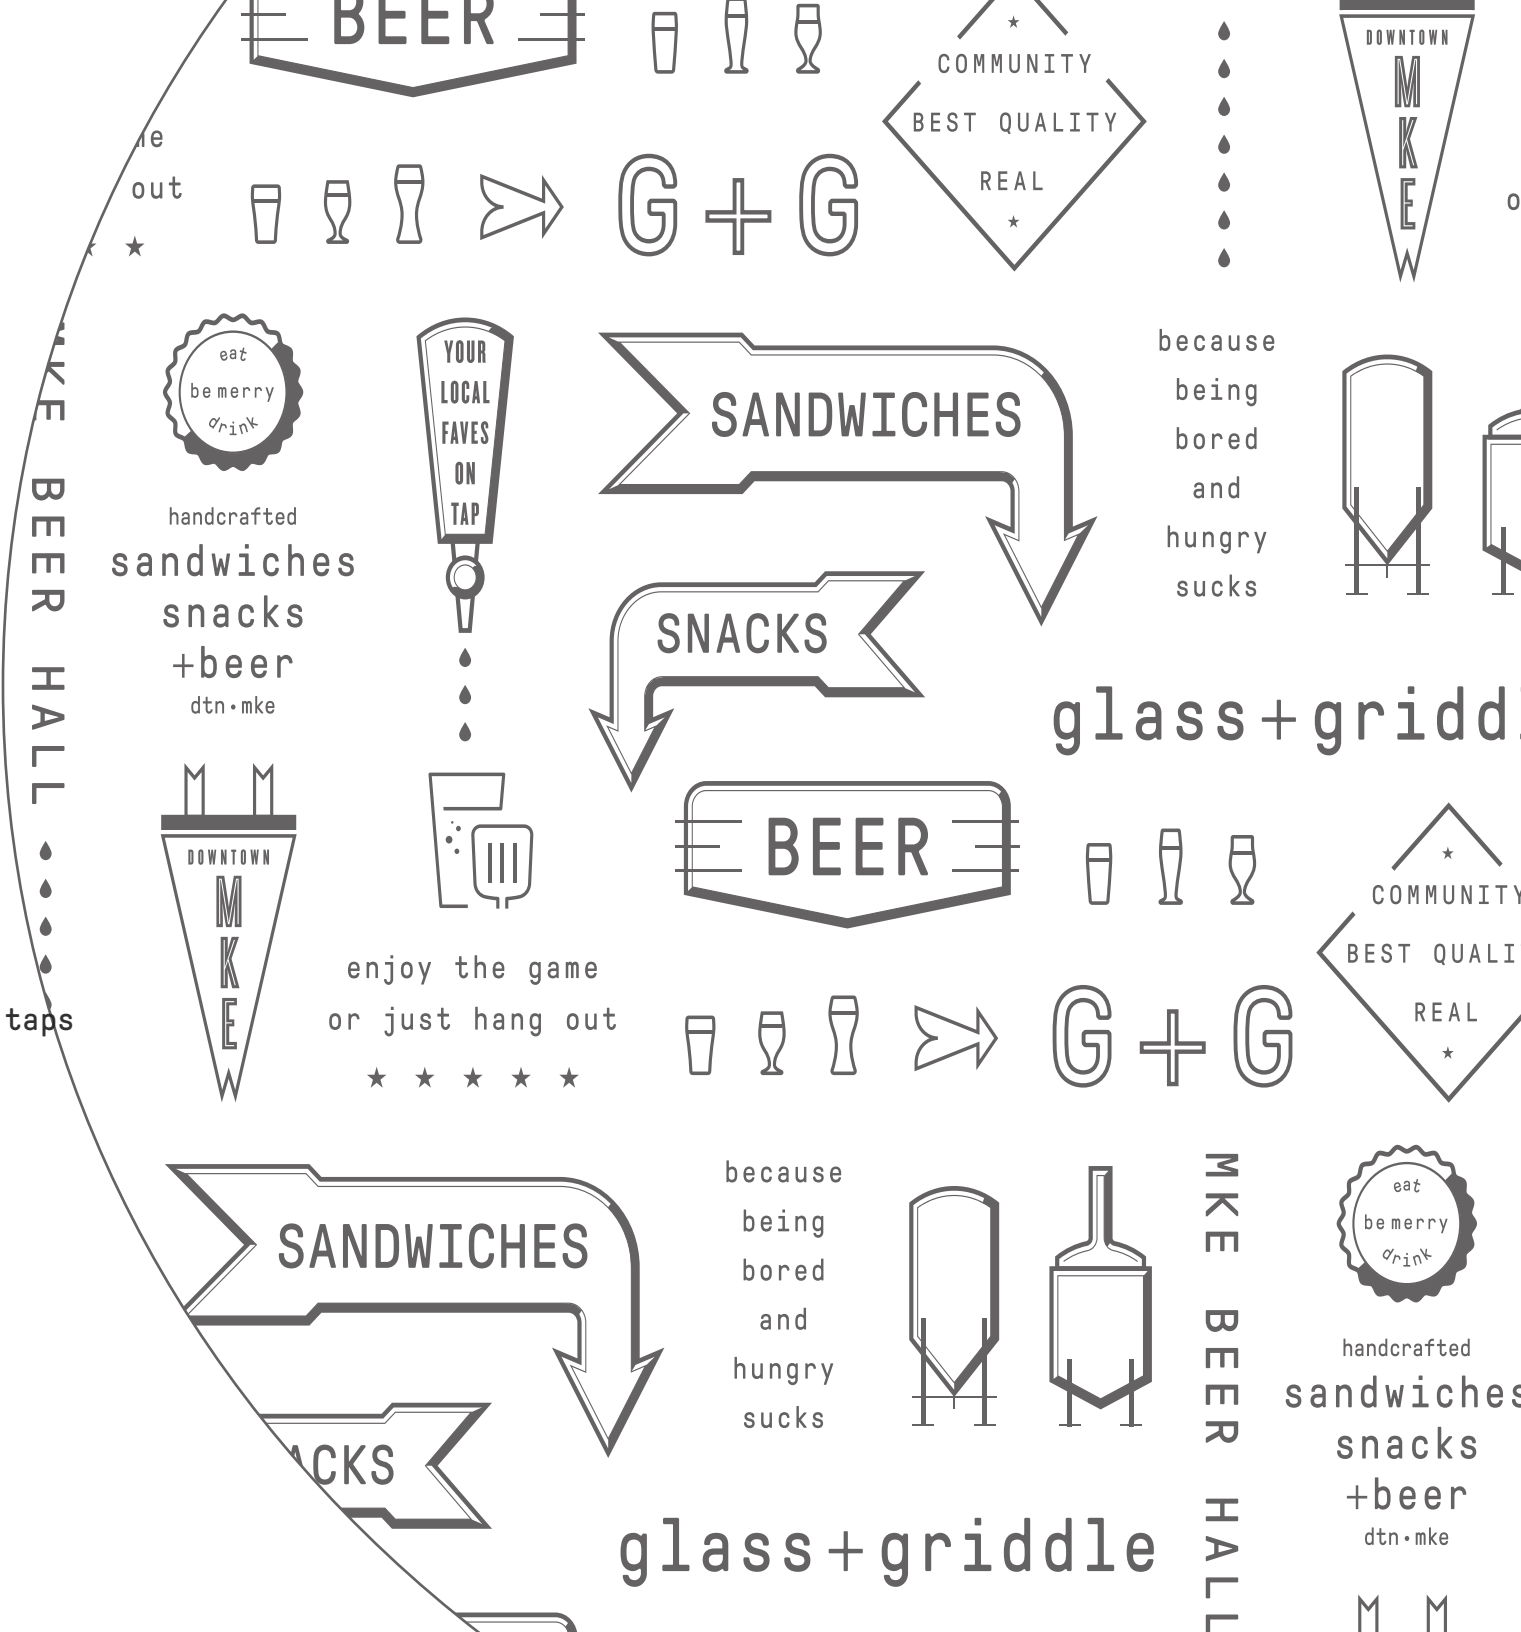 BEER
COMMUNITY
BEST QUALITY
REAL
DOWNTOWN
MKE
out
G+G
eat
be merry
drink
YOUR
LOCAL
FAVES
ON
TAP
SANDWICHES
because
being
bored
and
hungry
sucks
MKE BEER HALL
handcrafted
sandwiches
snacks
+beer
dtn•mke
SNACKS
glass+griddl
DOWNTOWN
MKE
BEER
COMMUNITY
BEST QUALI
REAL
enjoy the game
or just hang out
taps
G+G
SANDWICHES
because
being
bored
and
hungry
sucks
MKE BEER HALL
eat
be merry
drink
handcrafted
sandwiches
snacks
+beer
dtn•mke
ACKS
glass+griddle